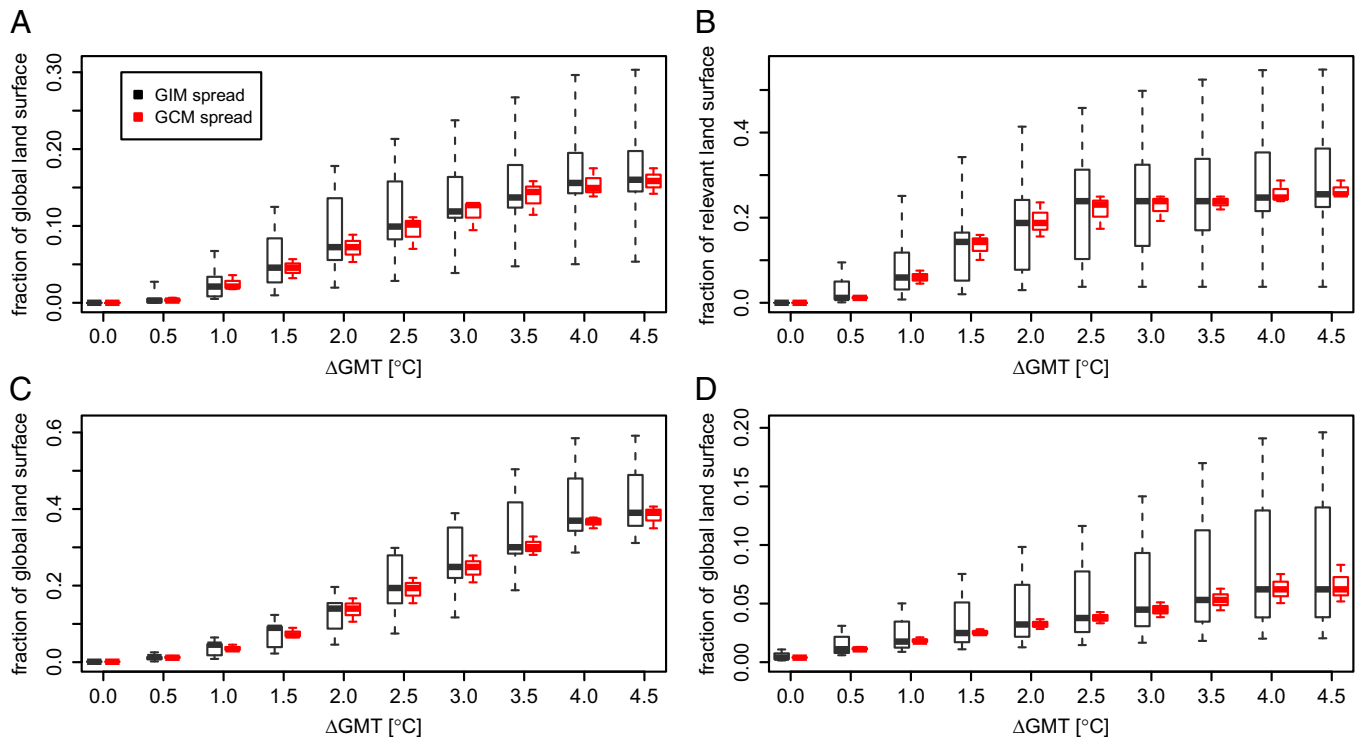 A
fraction of global land surface
0.30
0.20
0.10
0.00
GIM spread
GCM spread
0.0 0.5 1.0 1.5 2.0 2.5 3.0 3.5 4.0 4.5
ΔGMT [°C]
B
fraction of relevant land surface
0.4
0.2
0.0
0.0 0.5 1.0 1.5 2.0 2.5 3.0 3.5 4.0 4.5
ΔGMT [°C]
C
fraction of global land surface
0.6
0.4
0.2
0.0
0.0 0.5 1.0 1.5 2.0 2.5 3.0 3.5 4.0 4.5
ΔGMT [°C]
D
fraction of global land surface
0.20
0.15
0.10
0.05
0.00
0.0 0.5 1.0 1.5 2.0 2.5 3.0 3.5 4.0 4.5
ΔGMT [°C]